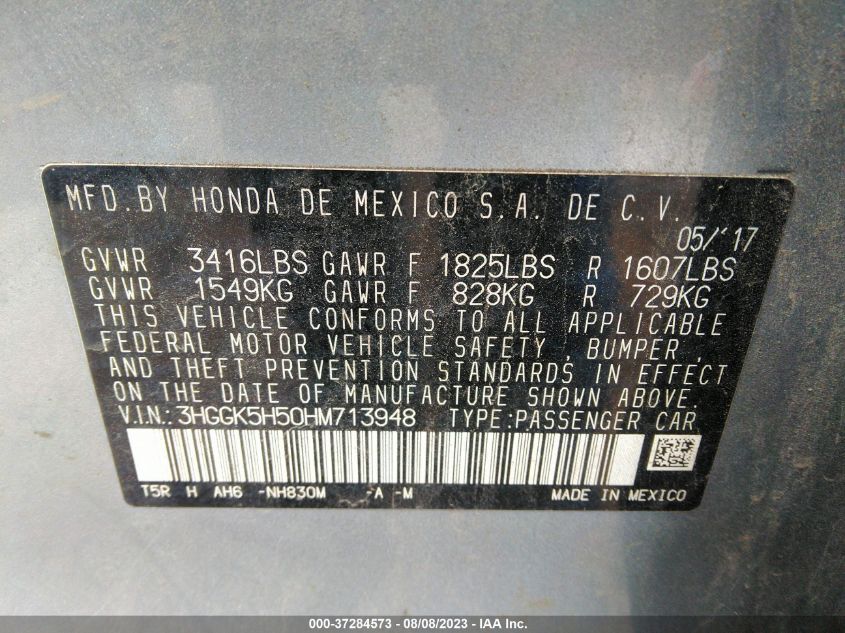 MFD.BY HONDA DE MEXICO S.A. DE C.V.
05/'17
GVWR 3416LBS GAWR F 1825LBS R 1607LBS
GVWR 1549KG GAWR F 828KG R 729KG
THIS VEHICLE CONFORMS TO ALL APPLICABLE
FEDERAL MOTOR VEHICLE SAFETY , BUMPER ,
AND THEFT PREVENTION STANDARDS IN EFFECT
ON THE DATE OF MANUFACTURE SHOWN ABOVE.
V.I.N.: 3HGGK5H50HM713948 TYPE:PASSENGER CAR
T5R H AH6 -NH830M -A -M MADE IN MEXICO
000-37284573 - 08/08/2023 - IAA Inc.